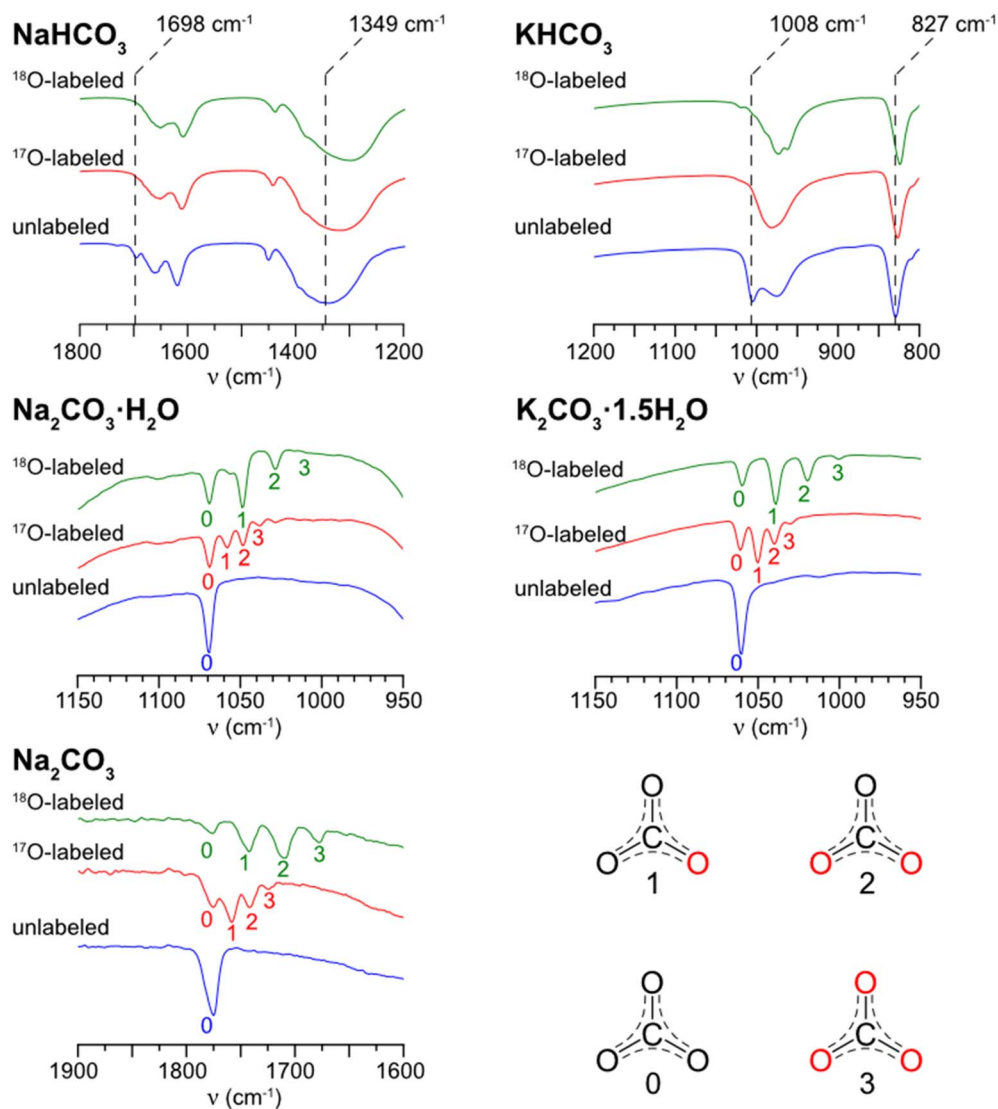 NaHCO₃
1698 cm⁻¹
1349 cm⁻¹
¹⁸O-labeled
¹⁷O-labeled
unlabeled
1800 1600 1400 1200
ν (cm⁻¹)
KHCO₃
1008 cm⁻¹
827 cm⁻¹
¹⁸O-labeled
¹⁷O-labeled
unlabeled
1200 1100 1000 900 800
ν (cm⁻¹)
Na₂CO₃·H₂O
¹⁸O-labeled
0 1 2 3
¹⁷O-labeled
0 1 2 3
unlabeled
0
1150 1100 1050 1000 950
ν (cm⁻¹)
K₂CO₃·1.5H₂O
¹⁸O-labeled
0 1 2 3
¹⁷O-labeled
0 1 2 3
unlabeled
0
1150 1100 1050 1000 950
ν (cm⁻¹)
Na₂CO₃
¹⁸O-labeled
0 1 2 3
¹⁷O-labeled
0 1 2 3
unlabeled
0
1900 1800 1700 1600
ν (cm⁻¹)
O
C
O O
1
O
C
O O
2
O
C
O O
0
O
C
O O
3